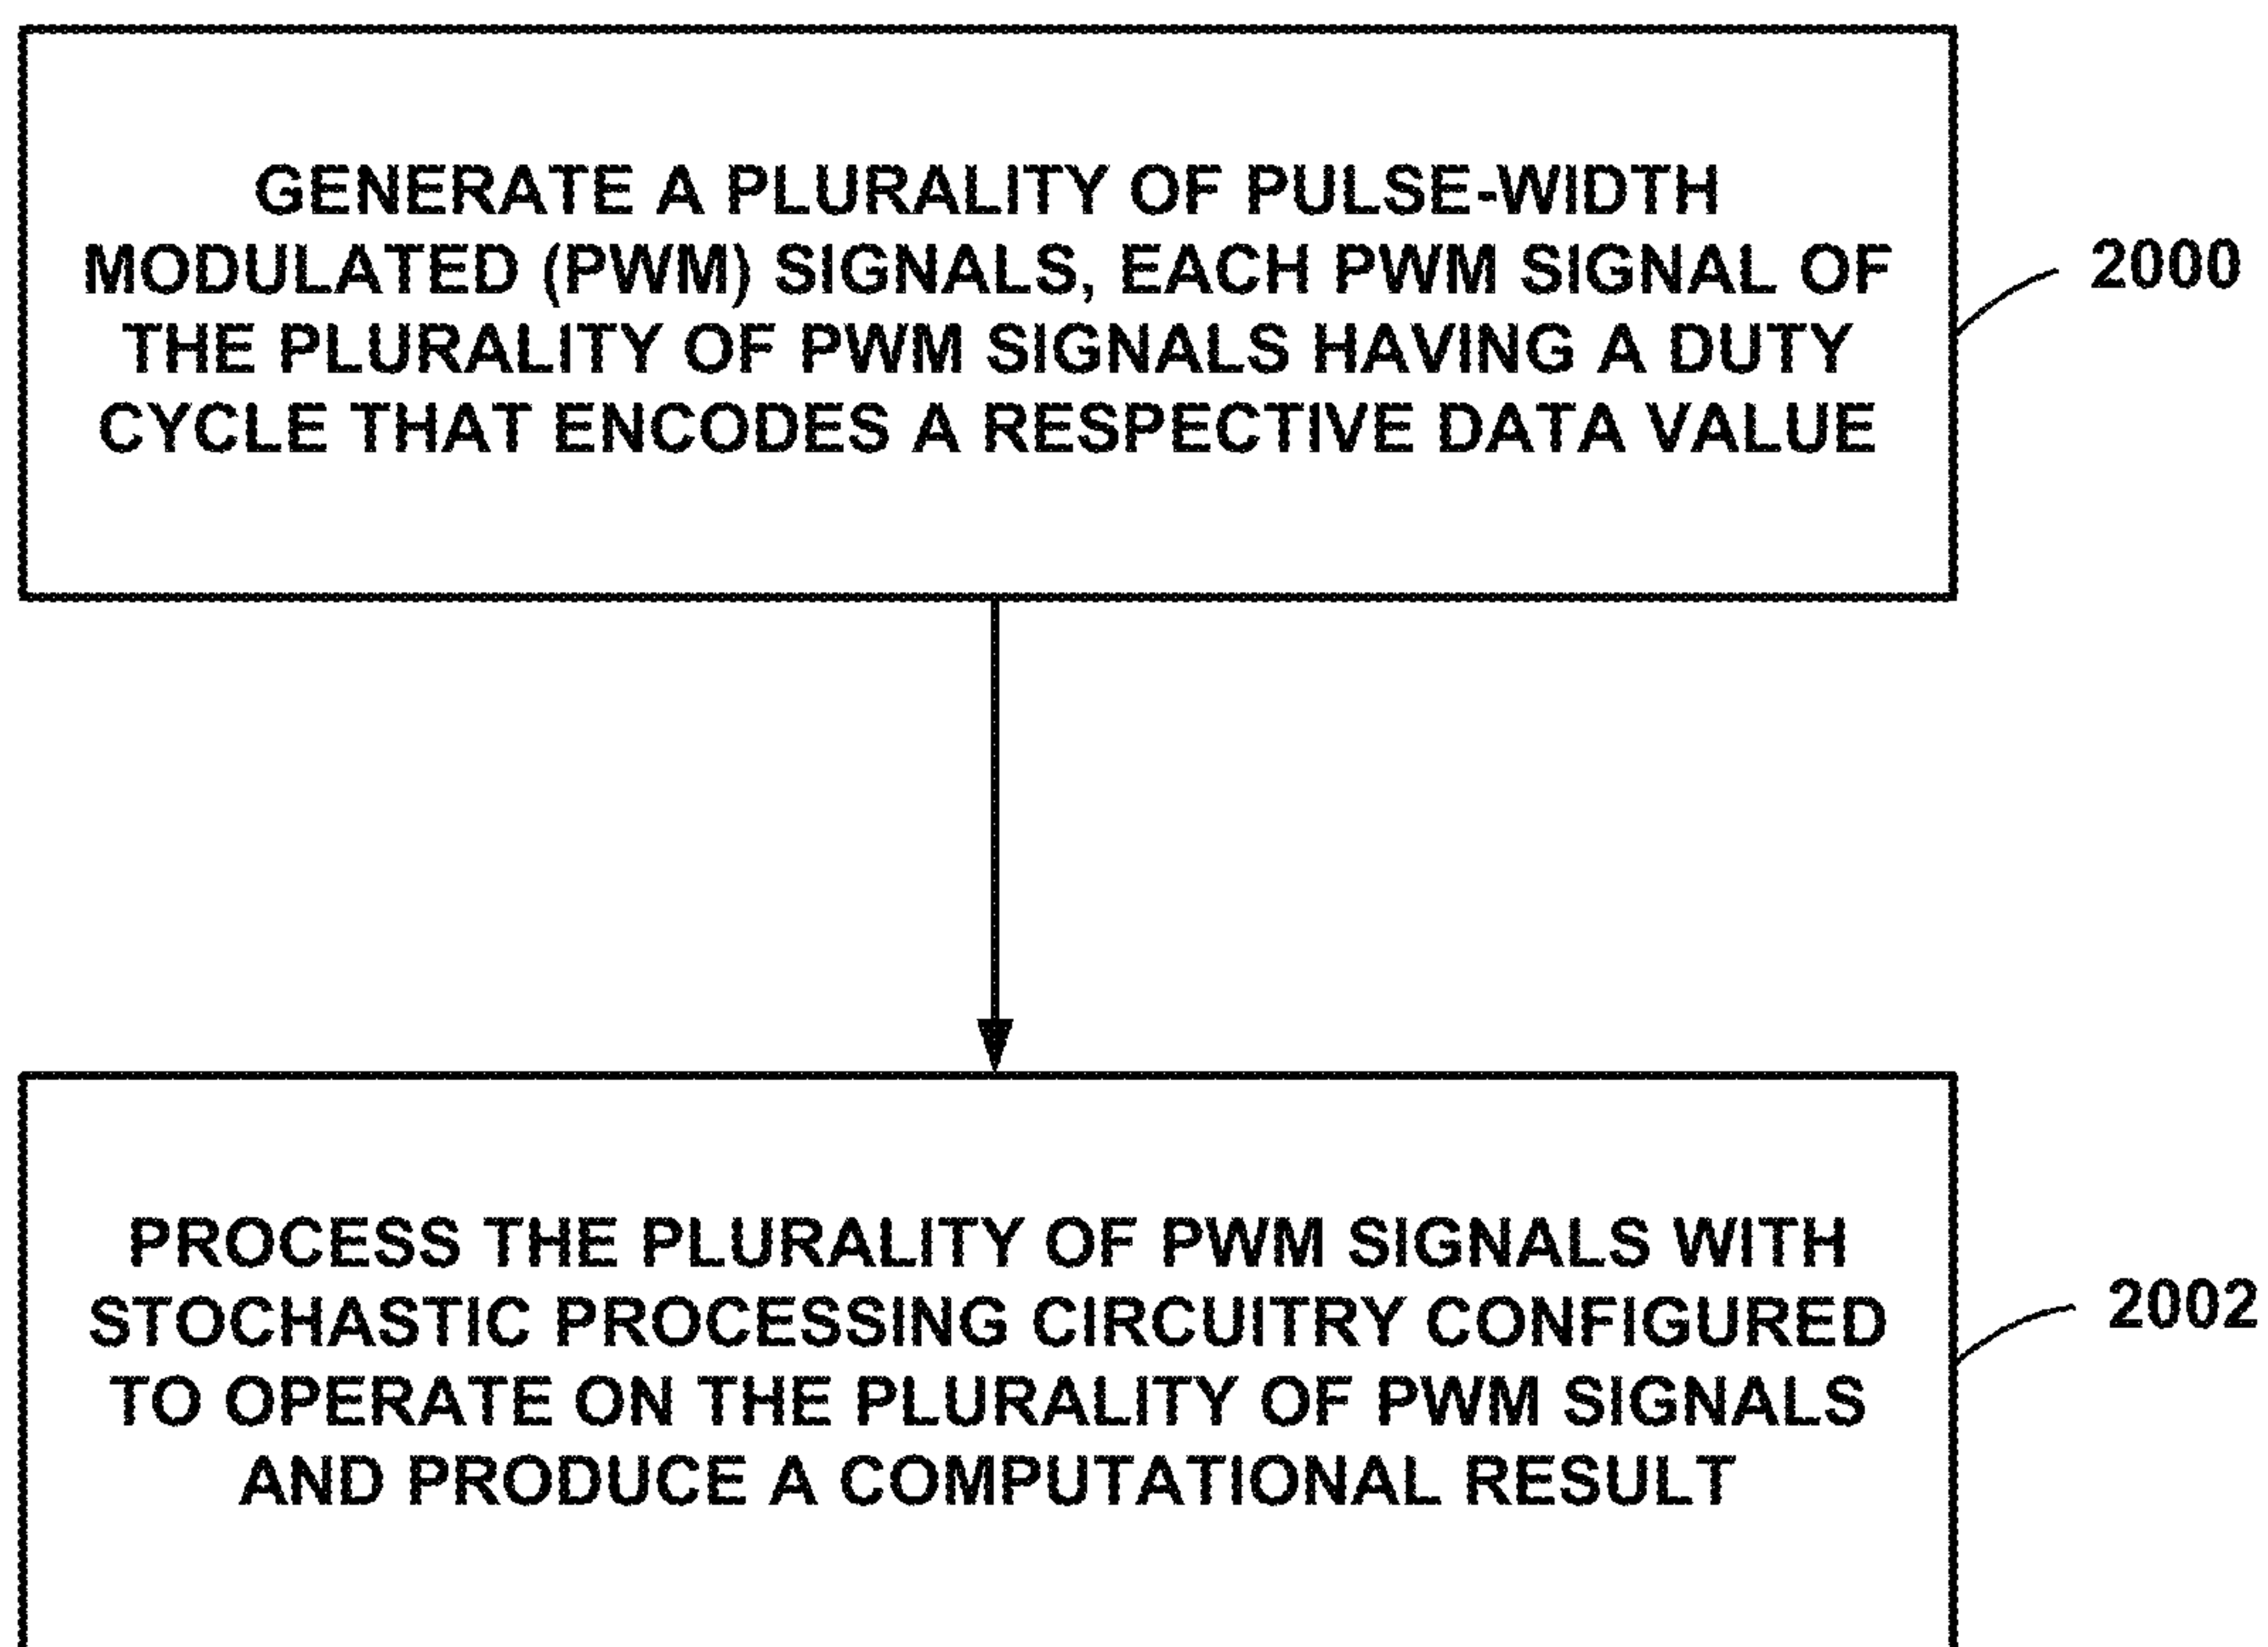 GENERATE A PLURALITY OF PULSE-WIDTH
MODULATED (PWM) SIGNALS, EACH PWM SIGNAL OF
THE PLURALITY OF PWM SIGNALS HAVING A DUTY
CYCLE THAT ENCODES A RESPECTIVE DATA VALUE
2000
PROCESS THE PLURALITY OF PWM SIGNALS WITH
STOCHASTIC PROCESSING CIRCUITRY CONFIGURED
TO OPERATE ON THE PLURALITY OF PWM SIGNALS
AND PRODUCE A COMPUTATIONAL RESULT
2002